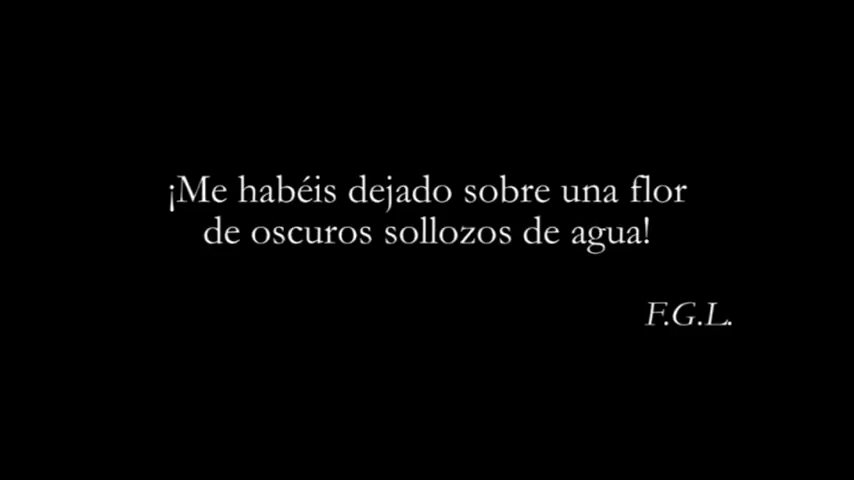 ¡Me habéis dejado sobre una flor
de oscuros sollozos de agua!
F.G.L.